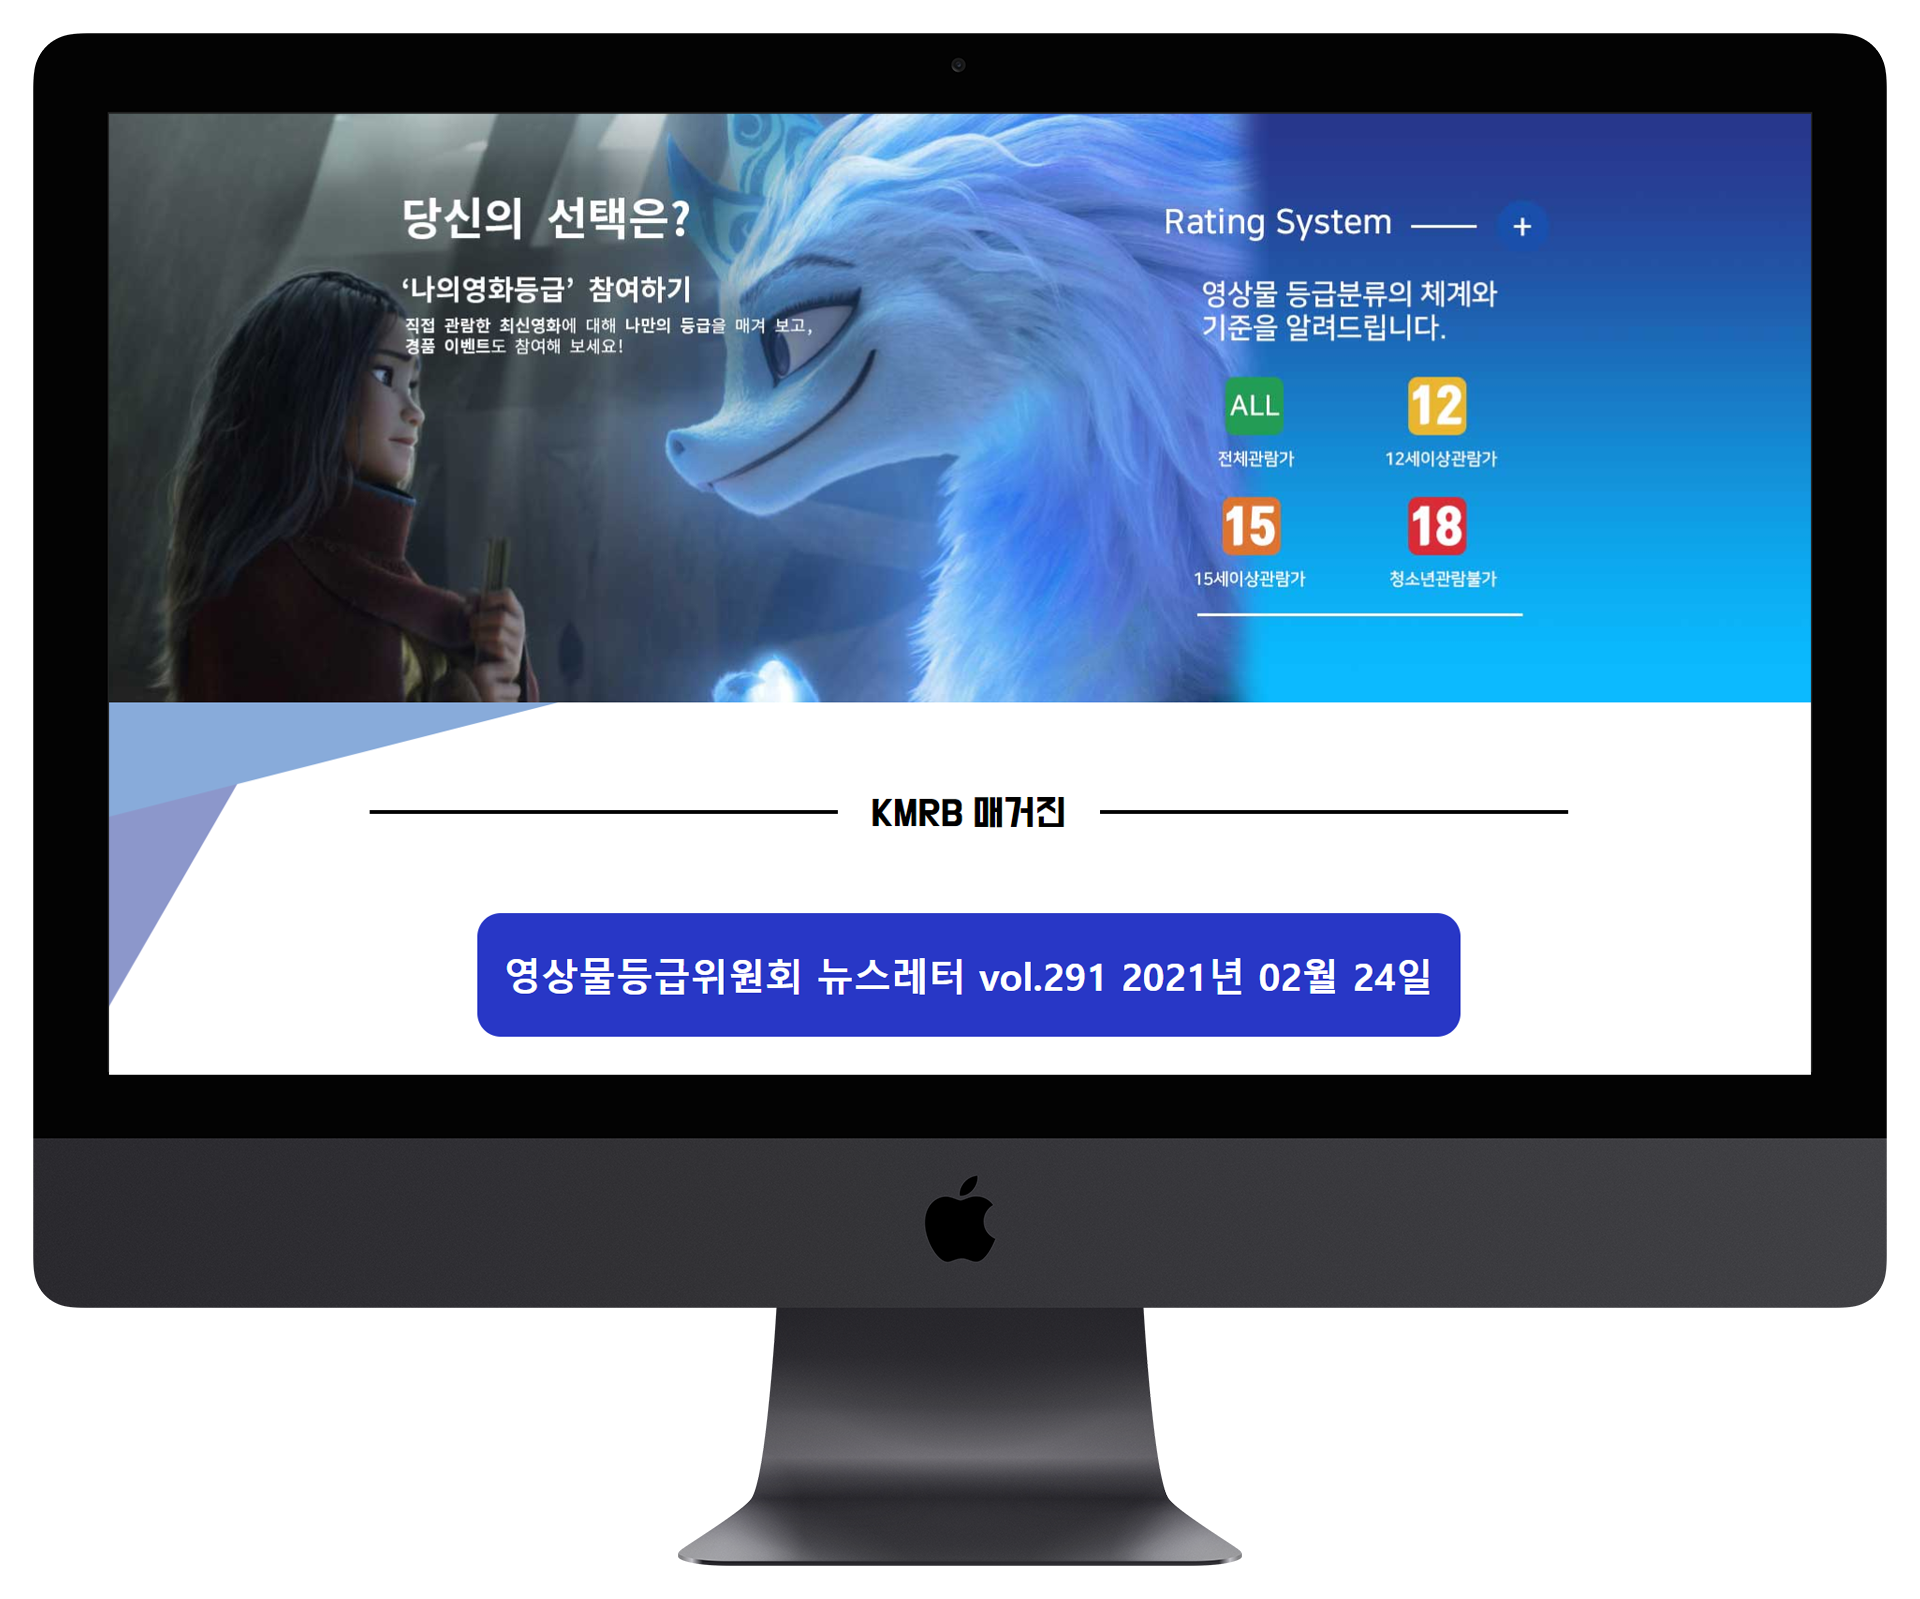 당신의 선택은?
‘나의영화등급’ 참여하기
직접 관람한 최신영화에 대해 나만의 등급을 매겨 보고,
경품 이벤트도 참여해 보세요!
Rating System
+
영상물 등급분류의 체계와
기준을 알려드립니다.
ALL
12
전체관람가
12세이상관람가
15
18
15세이상관람가
청소년관람불가
KMRB 매거진
영상물등급위원회 뉴스레터 vol.291 2021년 02월 24일